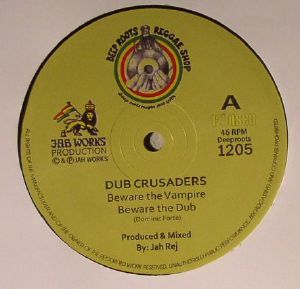 DEEP ROOTS REGGAE SHOP
A
45 RPM
Deeproots
1205
JAH WORKS
PRODUCTION
© & ℗ JAH WORKS
DUB CRUSADERS
Beware the Vampire
Beware the Dub
(Dominic Forte)
Produced & Mixed
By: Jah Rej